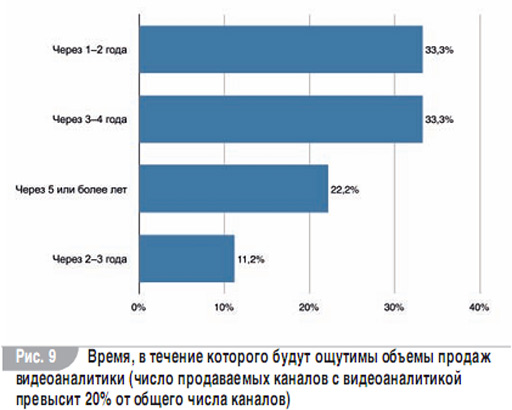 Через 1–2 года
33,3%
Через 3–4 года
33,3%
Через 5 или более лет
22,2%
Через 2–3 года
11,2%
0%
10%
20%
30%
40%
Рис. 9 Время, в течение которого будут ощутимы объемы продаж
видеоаналитики (число продаваемых каналов с видеоаналитикой
превысит 20% от общего числа каналов)